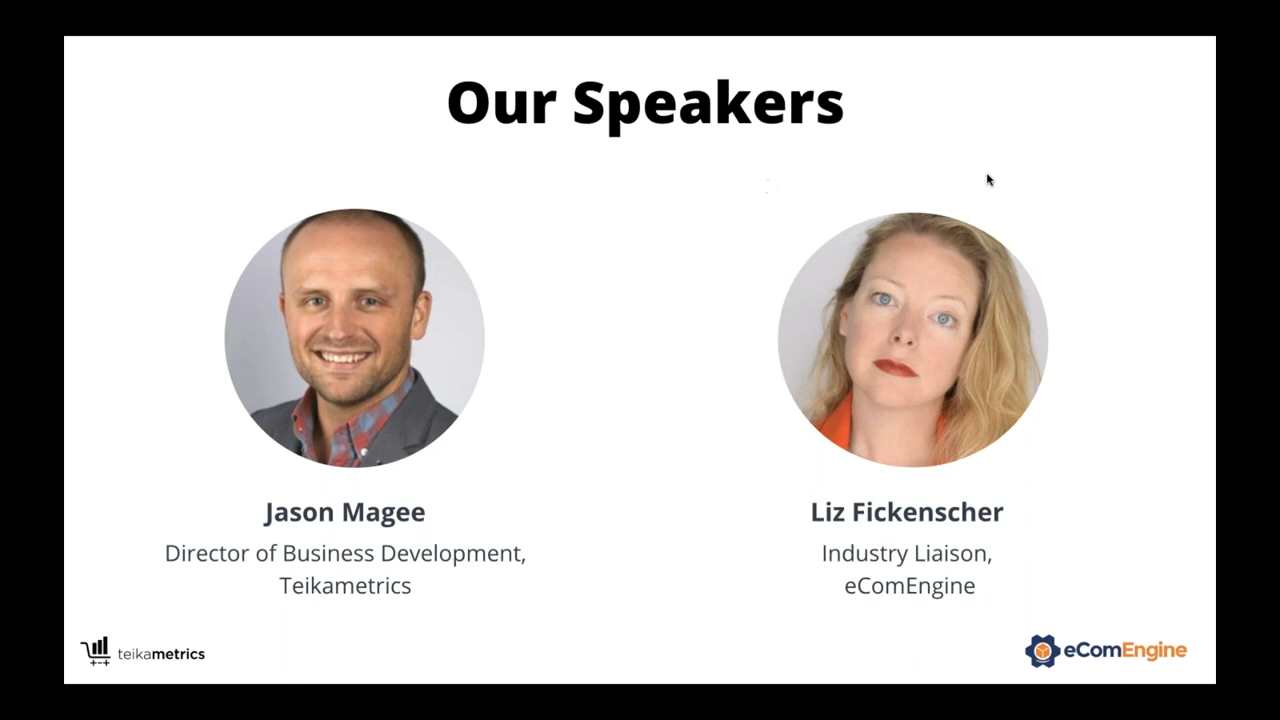 Our Speakers
Jason Magee
Director of Business Development,
Teikametrics
Liz Fickenscher
Industry Liaison,
eComEngine
teikametrics
eComEngine